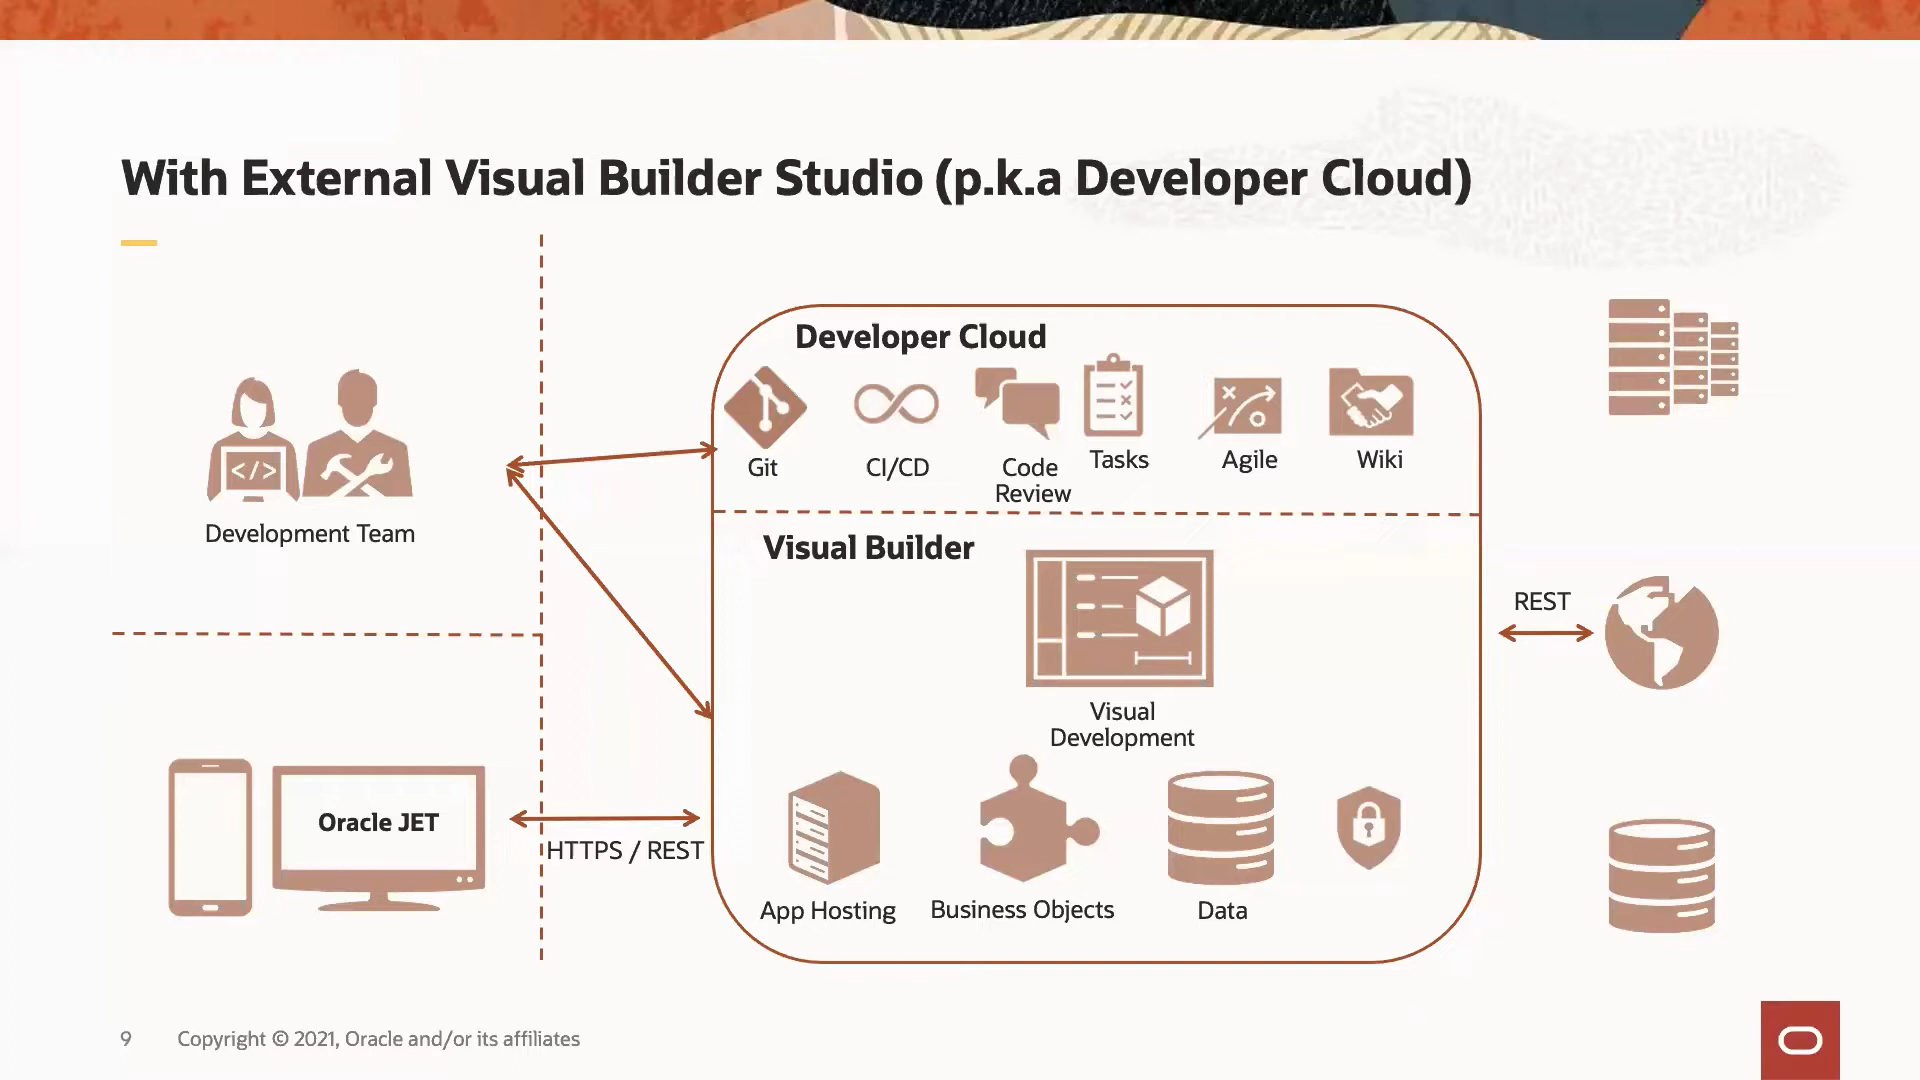 With External Visual Builder Studio (p.k.a Developer Cloud)
Developer Cloud
Git
CI/CD
Code
Review
Tasks
Agile
Wiki
</>
Development Team
Visual Builder
Visual
Development
REST
Oracle JET
HTTPS / REST
App Hosting
Business Objects
Data
9
Copyright © 2021, Oracle and/or its affiliates